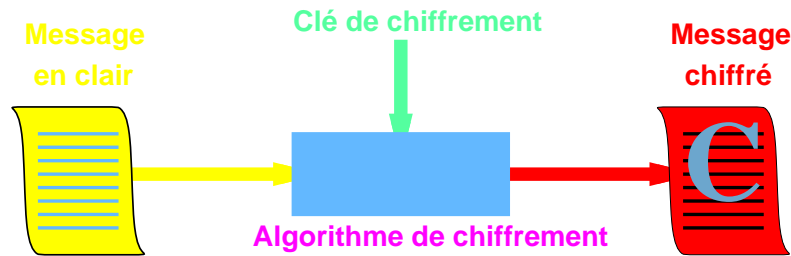 Clé de chiffrement
Message
en clair
Message
chiffré
C
Algorithme de chiffrement